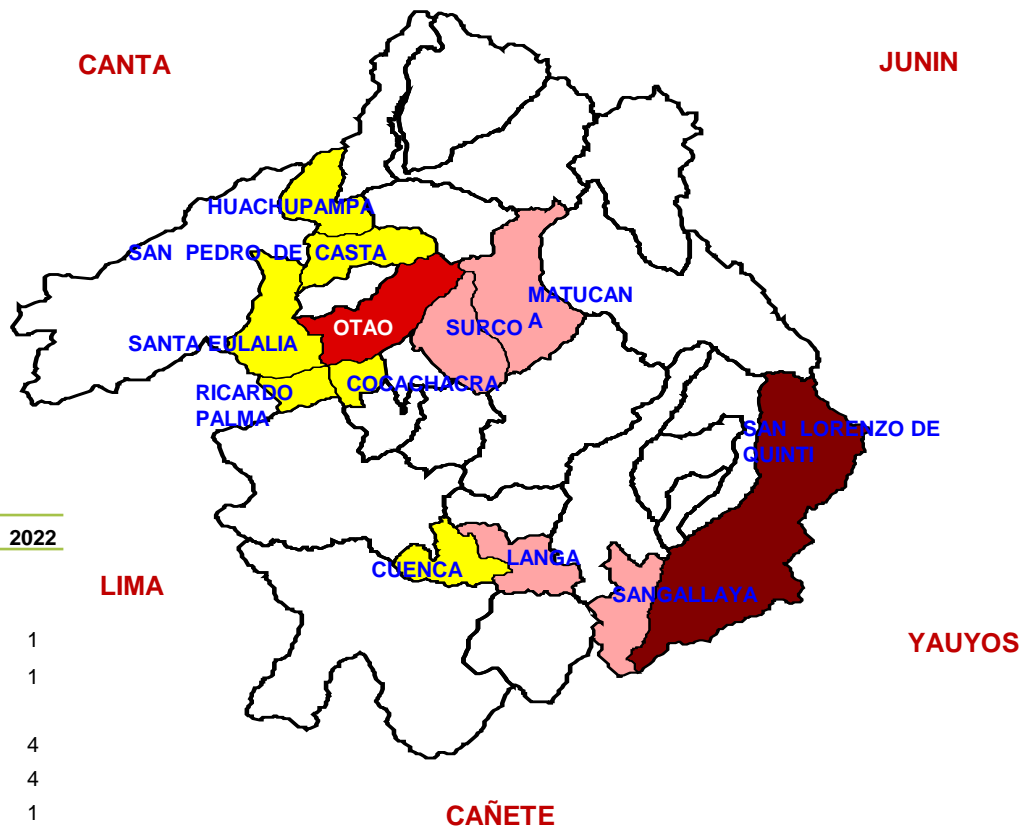 CANTA
JUNIN
HUACHUPAMPA
SAN PEDRO DE CASTA
MATUCAN
A
OTAO
SURCO
SANTA EULALIA
COCACHACRA
RICARDO
PALMA
SAN LORENZO DE
QUINTI
2022
LANGA
CUENCA
LIMA
SANGALLAYA
1
YAUYOS
1
4
4
1
CAÑETE